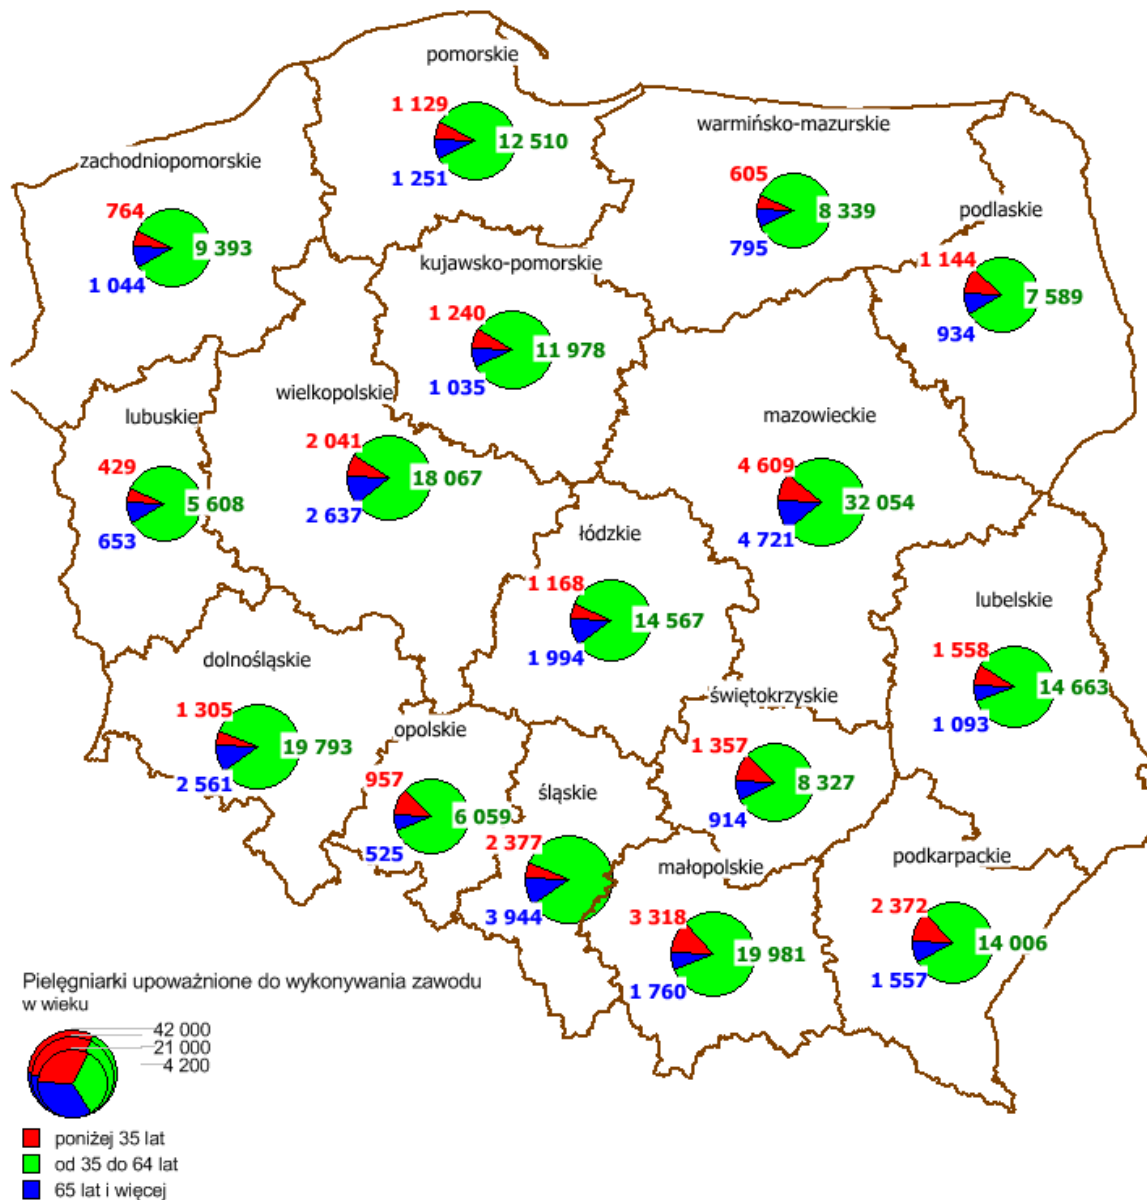 pomorskie
1 129
12 510
1 251
warmińsko-mazurskie
605
8 339
795
zachodniopomorskie
764
9 393
1 044
podlaskie
1 144
7 589
934
kujawsko-pomorskie
1 240
11 978
1 035
wielkopolskie
2 041
18 067
2 637
lubuskie
429
5 608
653
mazowieckie
4 609
32 054
4 721
łódzkie
1 168
14 567
1 994
lubelskie
1 558
14 663
1 093
dolnośląskie
1 305
19 793
2 561
opolskie
957
6 059
525
świętokrzyskie
1 357
8 327
914
śląskie
2 377
3 944
małopolskie
3 318
19 981
1 760
podkarpackie
2 372
14 006
1 557
Pielęgniarki upoważnione do wykonywania zawodu
w wieku
42 000
21 000
4 200
poniżej 35 lat
od 35 do 64 lat
65 lat i więcej